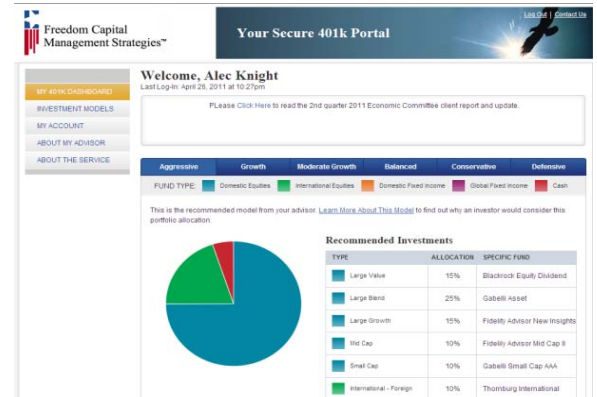 Log Out | Contact Us
Freedom Capital
Management Strategies™
Your Secure 401k Portal
Welcome, Alec Knight
Last Log-In: April 26, 2011 at 10:27pm
MY 401K DASHBOARD
INVESTMENT MODELS
MY ACCOUNT
ABOUT MY ADVISOR
ABOUT THE SERVICE
PLease Click Here to read the 2nd quarter 2011 Economic Committee client report and update.
Aggressive Growth Moderate Growth Balanced Conservative Defensive
FUND TYPE: Domestic Equities International Equities Domestic Fixed Income Global Fixed Income Cash
This is the recommended model from your advisor. Learn More About This Model to find out why an investor would consider this
portfolio allocation.
Recommended Investments
TYPE ALLOCATION SPECIFIC FUND
Large Value 15% Blackrock Equity Dividend
Large Blend 25% Gabelli Asset
Large Growth 15% Fidelity Advisor New Insights
Mid Cap 10% Fidelity Advisor Mid Cap II
Small Cap 10% Gabelli Small Cap AAA
International - Foreign 10% Thornburg International